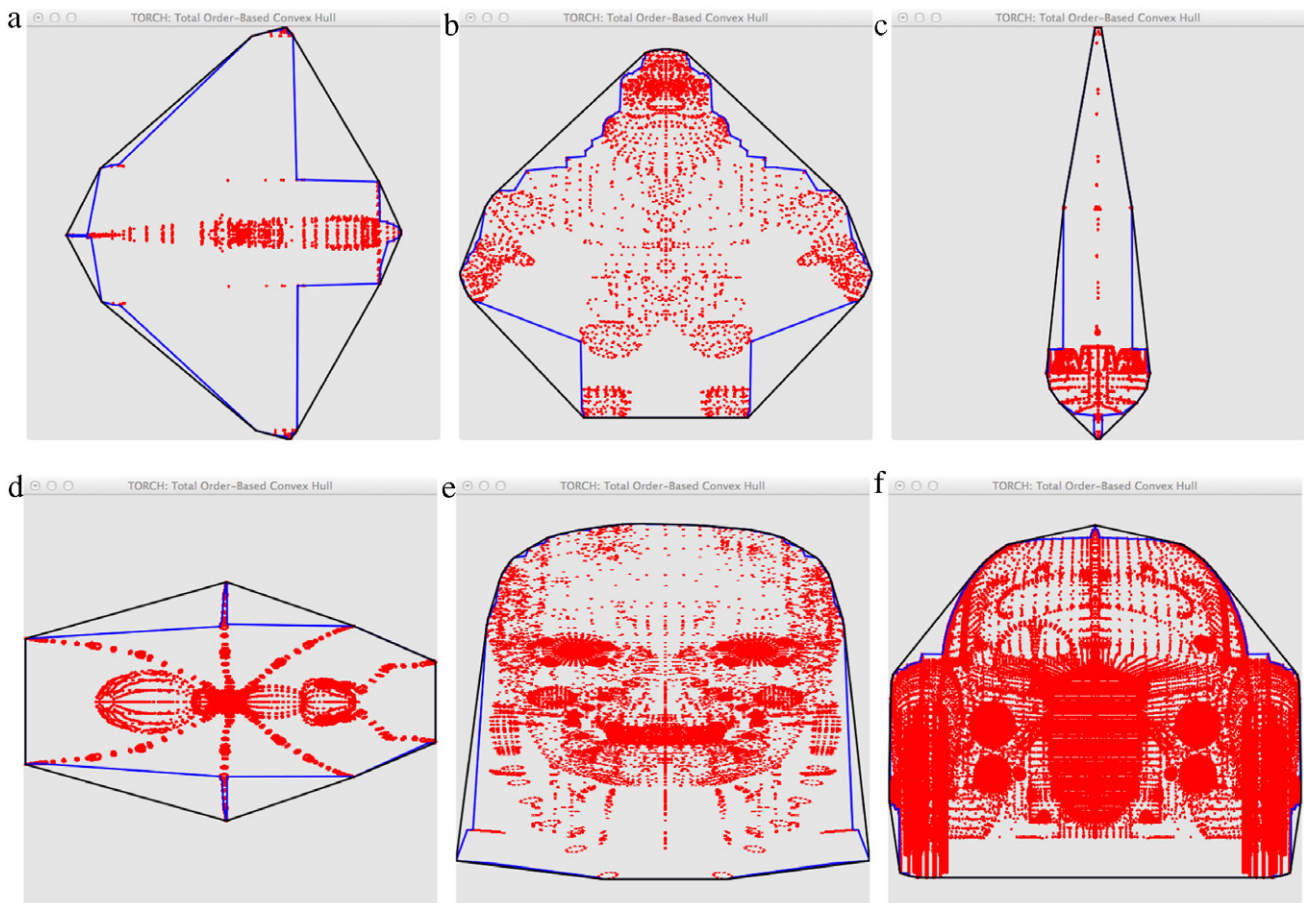 a
TORCH: Total Order-Based Convex Hull
b
TORCH: Total Order-Based Convex Hull
c
TORCH: Total Order-Based Convex Hull
d
TORCH: Total Order-Based Convex Hull
e
TORCH: Total Order-Based Convex Hull
f
TORCH: Total Order-Based Convex Hull